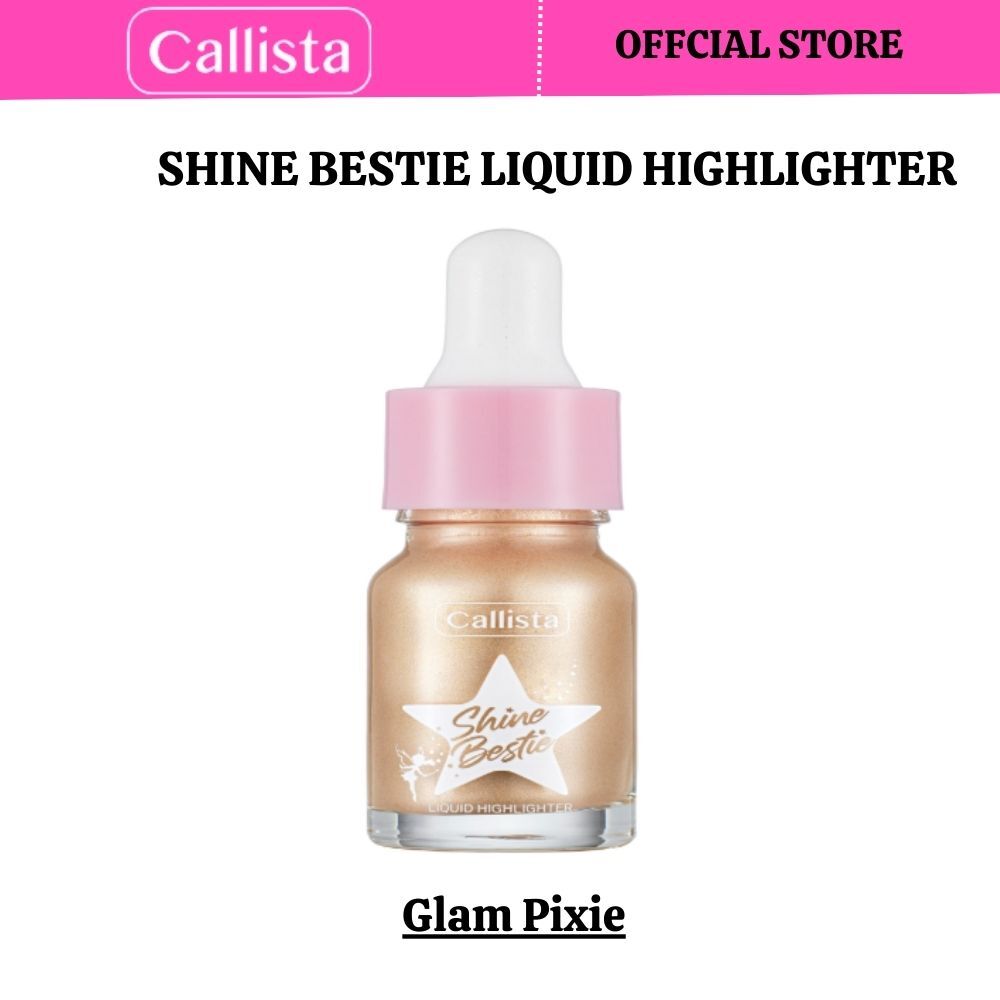 Callista
OFFCIAL STORE
SHINE BESTIE LIQUID HIGHLIGHTER
Callista
Shine
Bestie
LIQUID HIGHLIGHTER
Glam Pixie